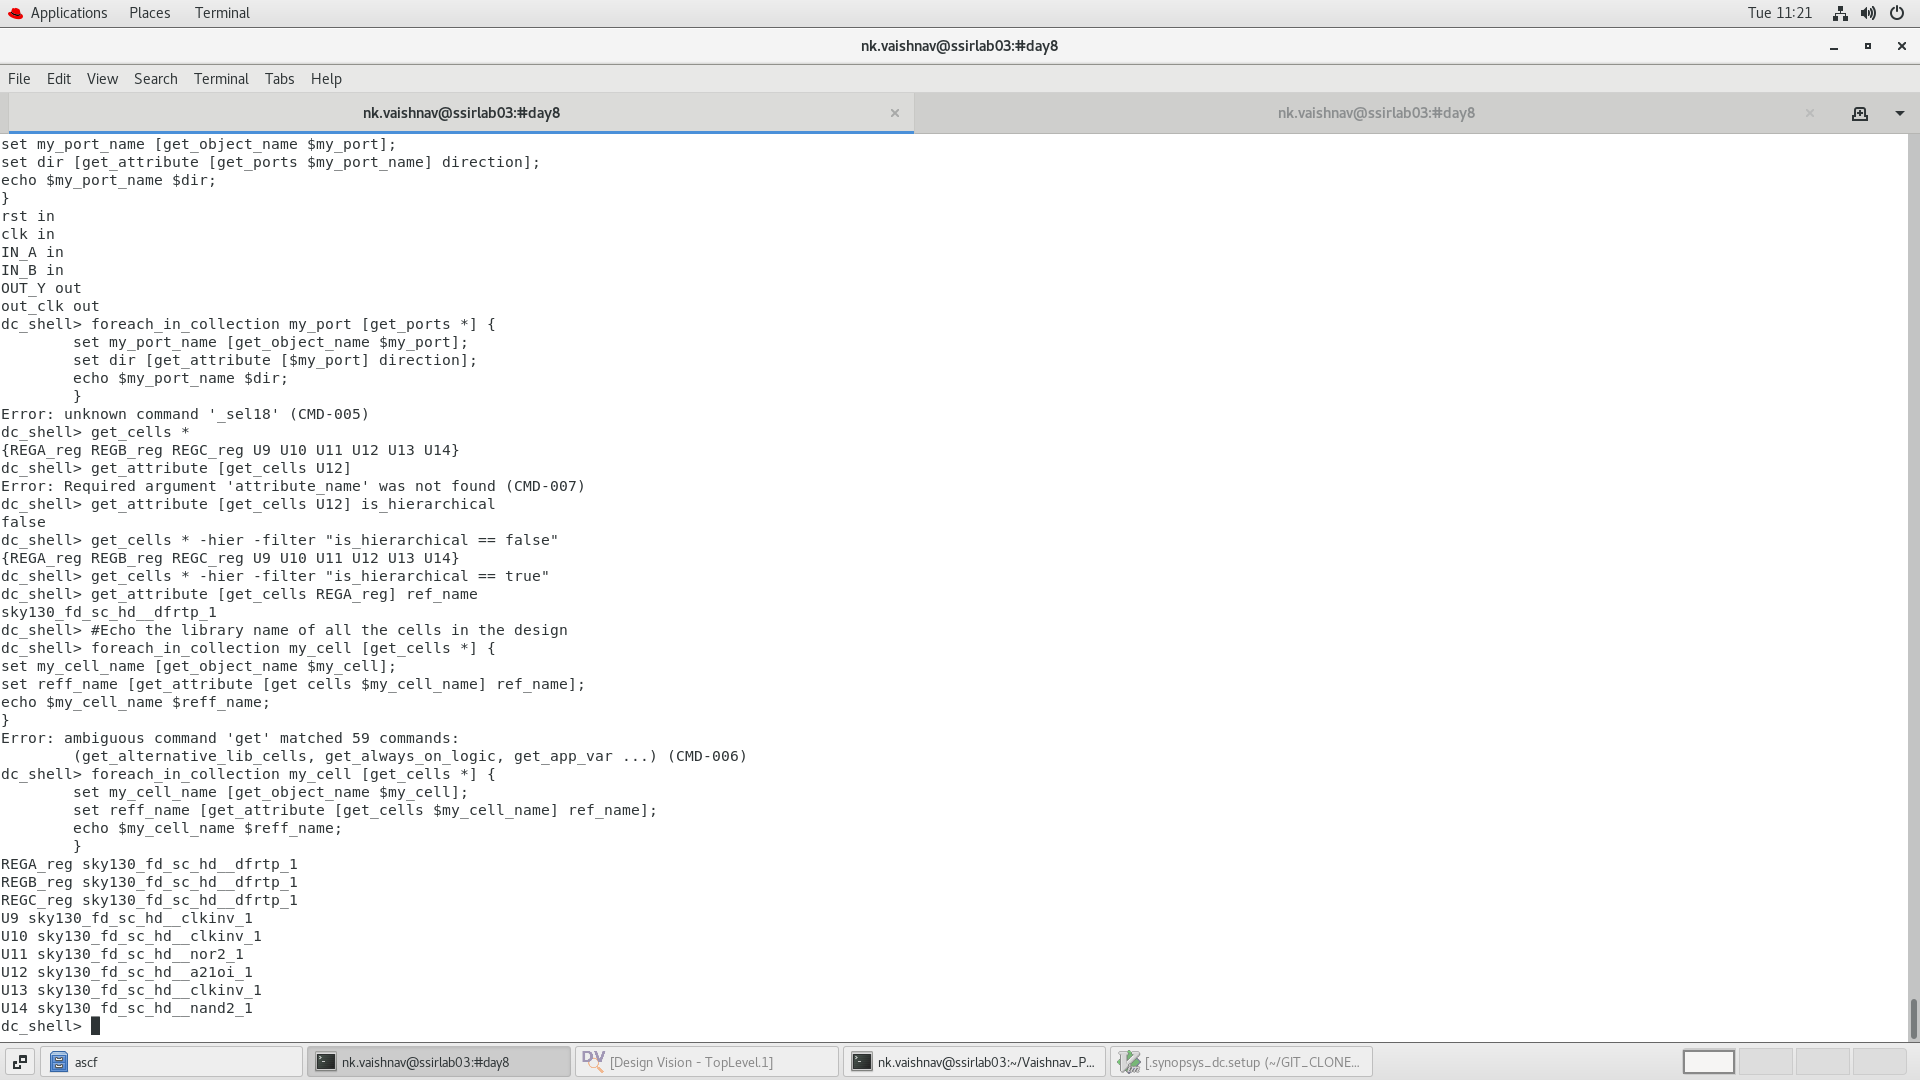 Applications Places Terminal Tue 11:21
nk.vaishnav@ssirlab03:#day8
File Edit View Search Terminal Tabs Help
nk.vaishnav@ssirlab03:#day8 nk.vaishnav@ssirlab03:#day8
set my_port_name [get_object_name $my_port];
set dir [get_attribute [get_ports $my_port_name] direction];
echo $my_port_name $dir;
}
rst in
clk in
IN_A in
IN_B in
OUT_Y out
out_clk out
dc_shell> foreach_in_collection my_port [get_ports *] {
set my_port_name [get_object_name $my_port];
set dir [get_attribute [$my_port] direction];
echo $my_port_name $dir;
}
Error: unknown command '_sel18' (CMD-005)
dc_shell> get_cells *
{REGA_reg REGB_reg REGC_reg U9 U10 U11 U12 U13 U14}
dc_shell> get_attribute [get_cells U12]
Error: Required argument 'attribute_name' was not found (CMD-007)
dc_shell> get_attribute [get_cells U12] is_hierarchical
false
dc_shell> get_cells * -hier -filter "is_hierarchical == false"
{REGA_reg REGB_reg REGC_reg U9 U10 U11 U12 U13 U14}
dc_shell> get_cells * -hier -filter "is_hierarchical == true"
dc_shell> get_attribute [get_cells REGA_reg] ref_name
sky130_fd_sc_hd__dfrtp_1
dc_shell> #Echo the library name of all the cells in the design
dc_shell> foreach_in_collection my_cell [get_cells *] {
set my_cell_name [get_object_name $my_cell];
set reff_name [get_attribute [get cells $my_cell_name] ref_name];
echo $my_cell_name $reff_name;
}
Error: ambiguous command 'get' matched 59 commands:
(get_alternative_lib_cells, get_always_on_logic, get_app_var ...) (CMD-006)
dc_shell> foreach_in_collection my_cell [get_cells *] {
set my_cell_name [get_object_name $my_cell];
set reff_name [get_attribute [get_cells $my_cell_name] ref_name];
echo $my_cell_name $reff_name;
}
REGA_reg sky130_fd_sc_hd__dfrtp_1
REGB_reg sky130_fd_sc_hd__dfrtp_1
REGC_reg sky130_fd_sc_hd__dfrtp_1
U9 sky130_fd_sc_hd__clkinv_1
U10 sky130_fd_sc_hd__clkinv_1
U11 sky130_fd_sc_hd__nor2_1
U12 sky130_fd_sc_hd__a21oi_1
U13 sky130_fd_sc_hd__clkinv_1
U14 sky130_fd_sc_hd__nand2_1
dc_shell>
ascf nk.vaishnav@ssirlab03:#day8 DV [Design Vision - TopLevel.1] nk.vaishnav@ssirlab03:~/Vaishnav_P... [.synopsys_dc.setup (~/GIT_CLONE...